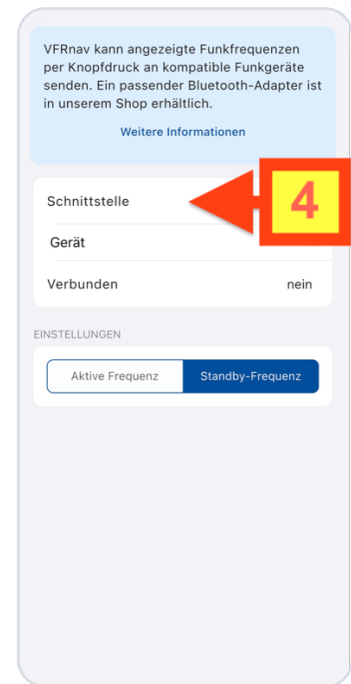 VFRnav kann angezeigte Funkfrequenzen
per Knopfdruck an kompatible Funkgeräte
senden. Ein passender Bluetooth-Adapter ist
in unserem Shop erhältlich.
Weitere Informationen
Schnittstelle
4
Gerät
Verbunden nein
EINSTELLUNGEN
Aktive Frequenz Standby-Frequenz